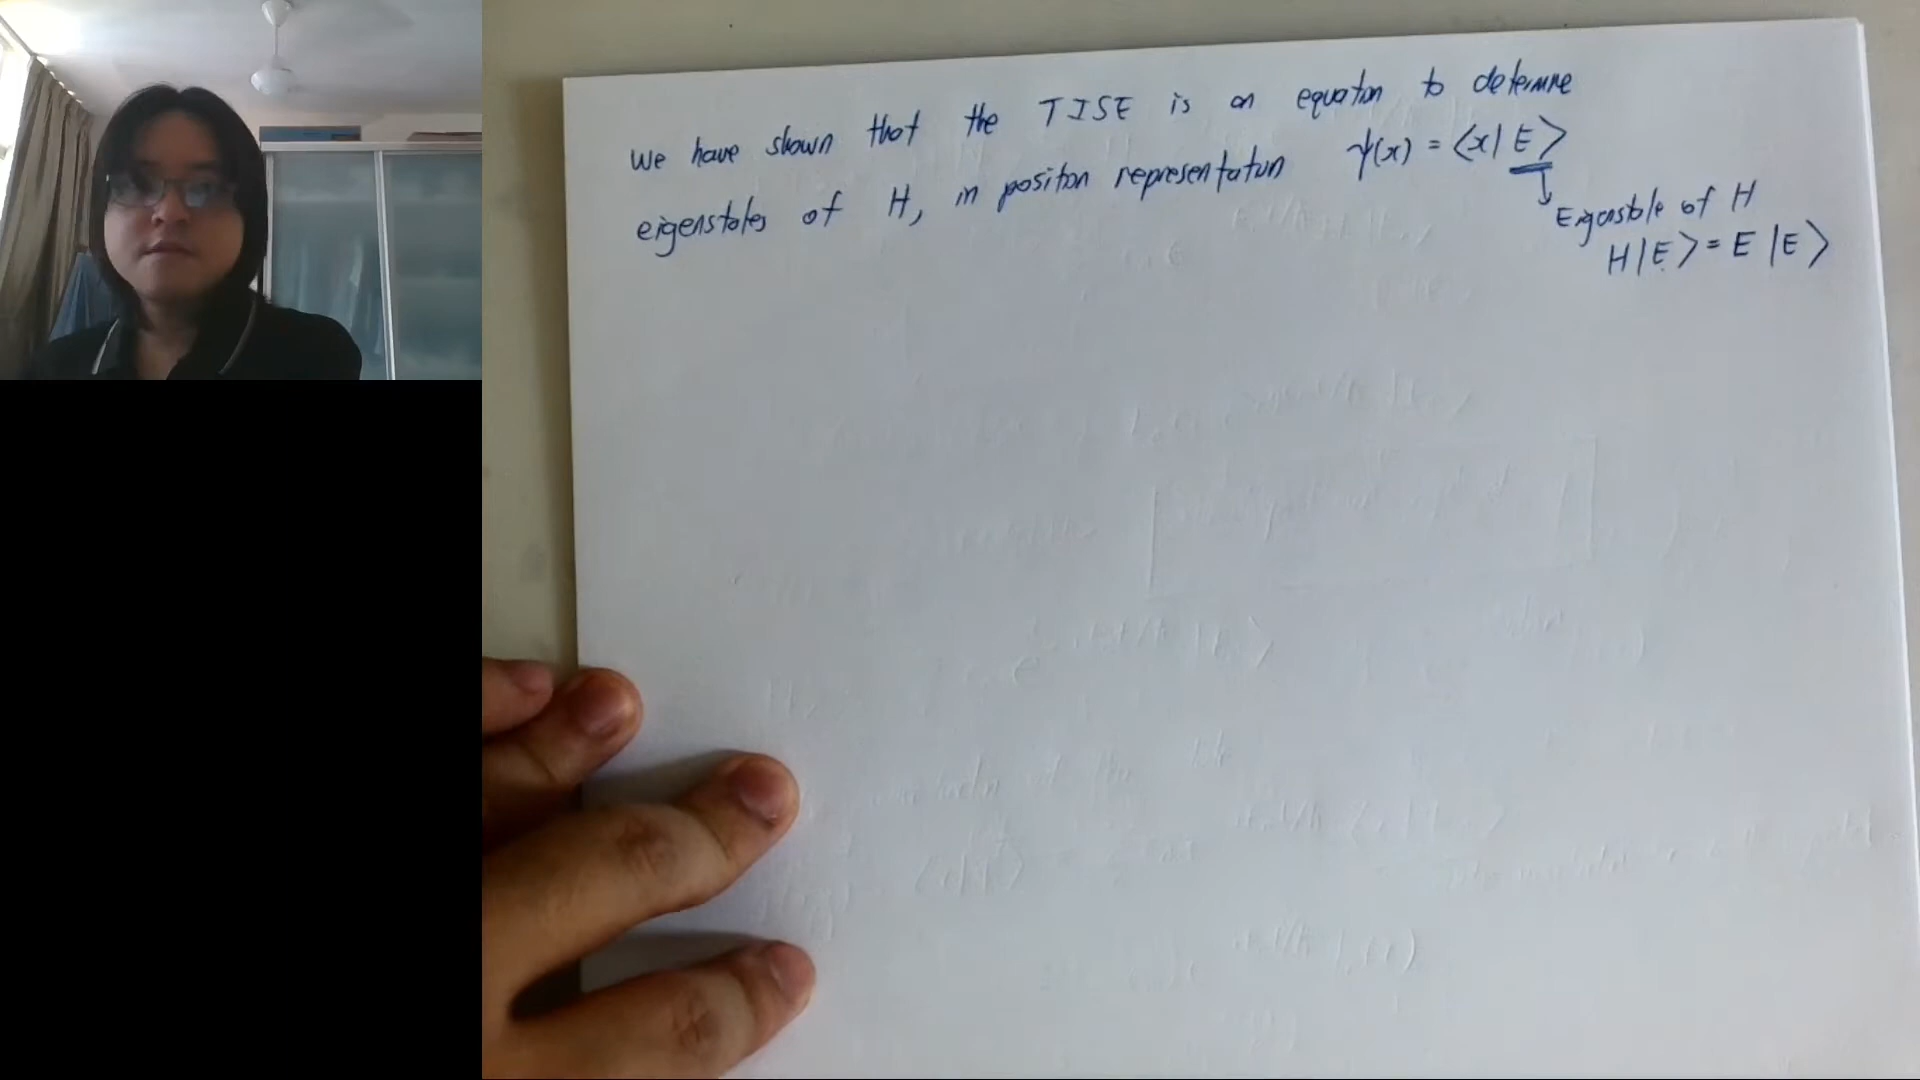 We have shown that the TISE is an equation to determine
eigenstates of H, in position representation ψ(x) = ⟨x|E⟩
Eigenstate of H
H|E⟩ = E|E⟩